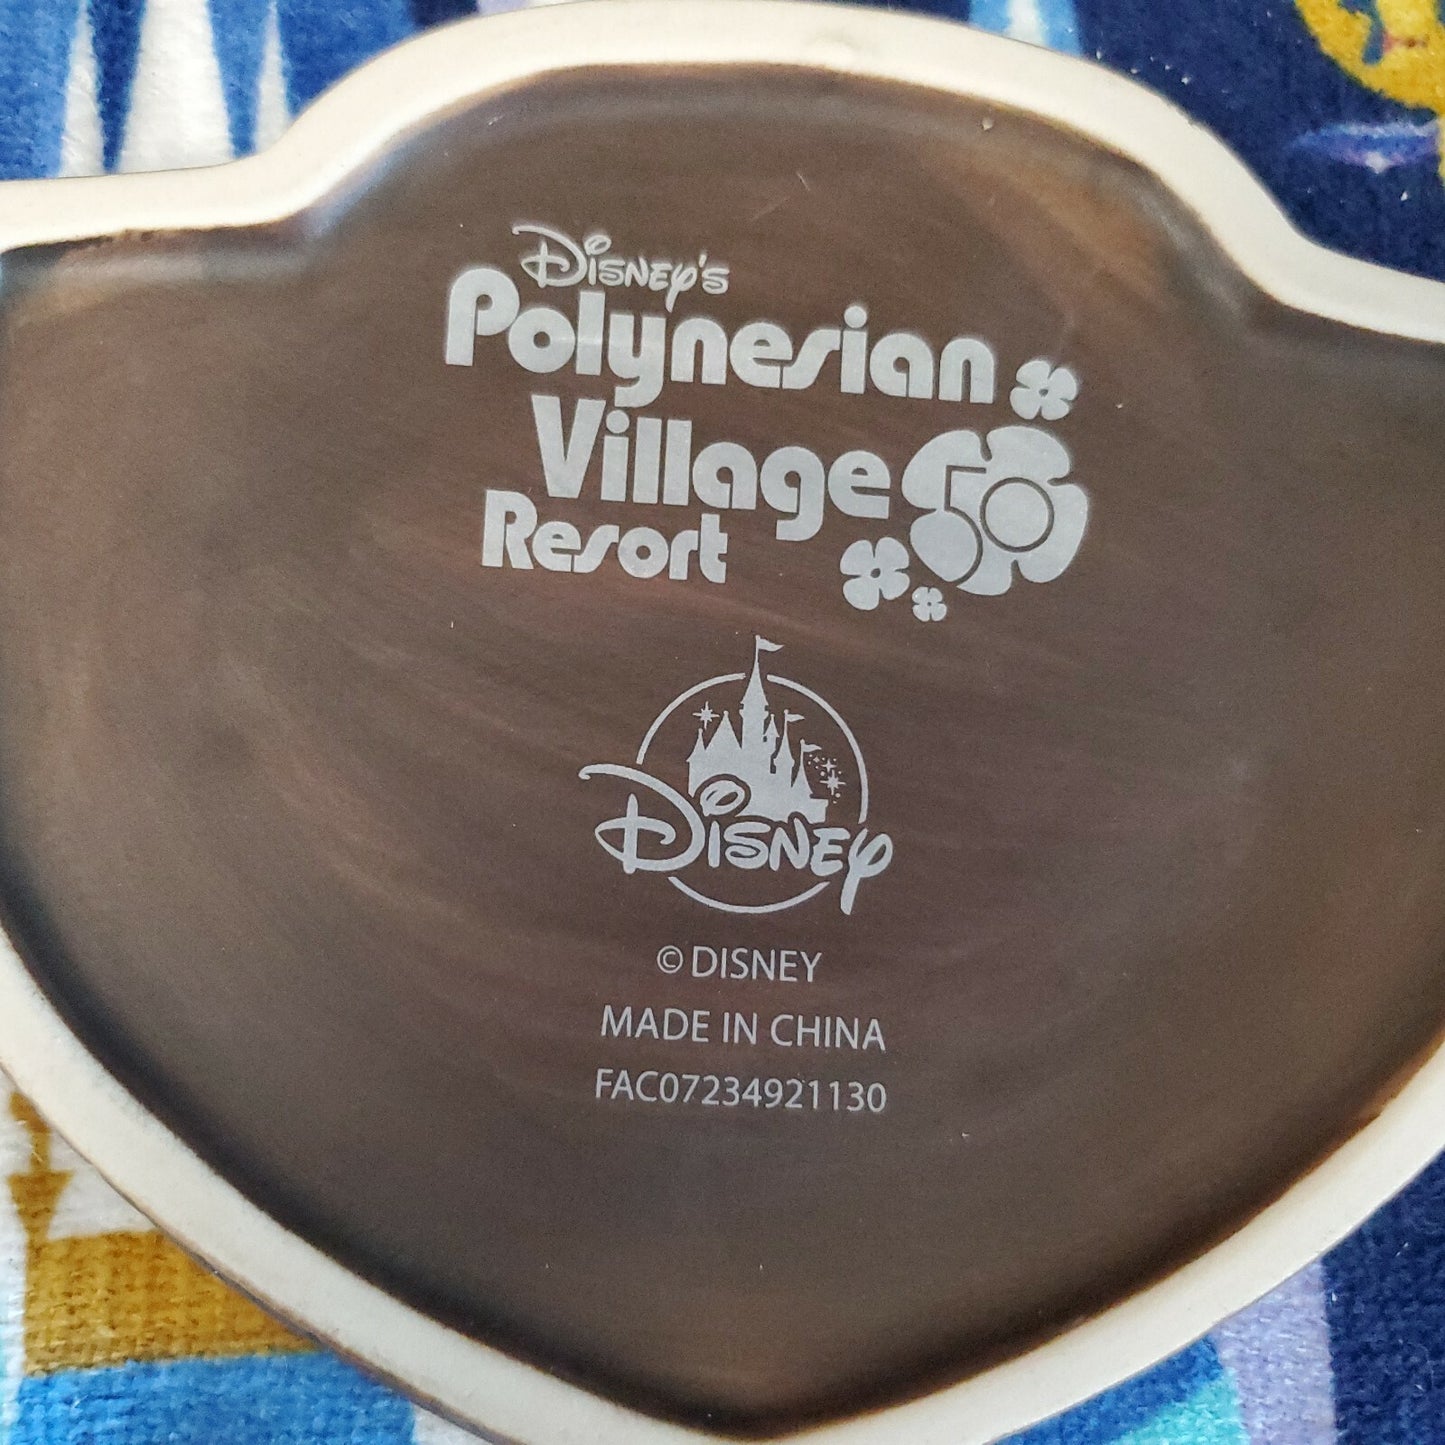 Disney's
Polynesian
Village 50
Resort
Disney
© DISNEY
MADE IN CHINA
FAC07234921130